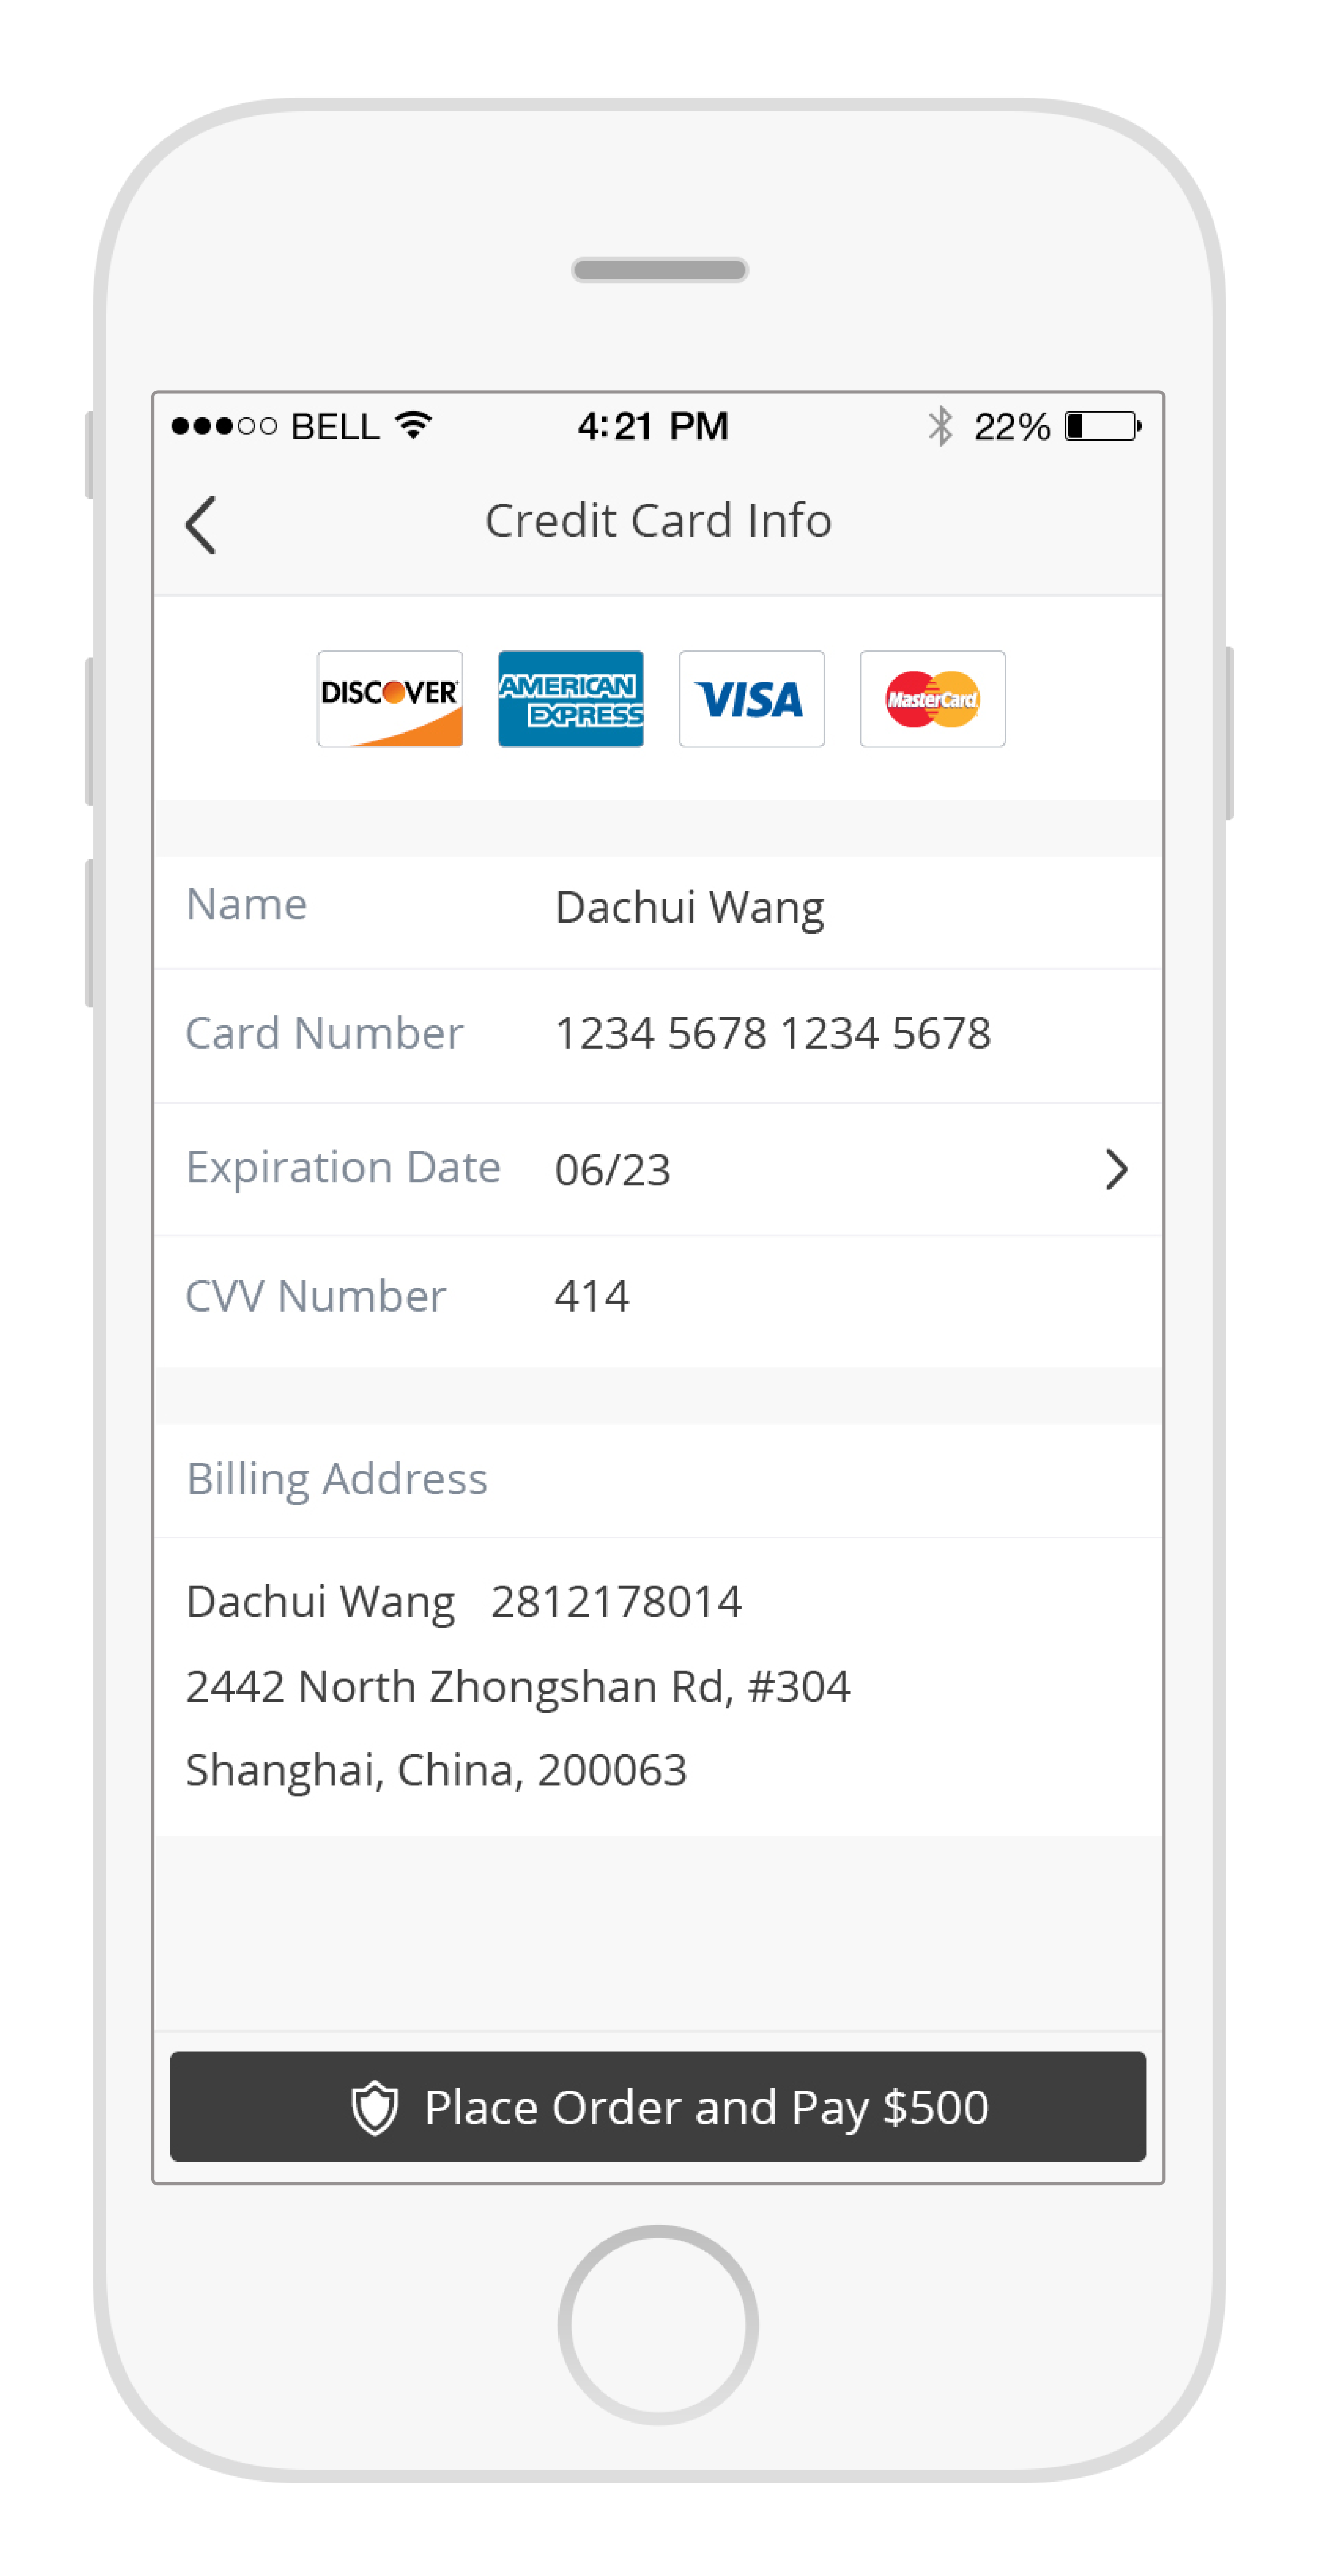 BELL 4:21 PM 22%
Credit Card Info
DISCOVER AMERICAN EXPRESS VISA MasterCard
Name Dachui Wang
Card Number 1234 5678 1234 5678
Expiration Date 06/23
CVV Number 414
Billing Address
Dachui Wang 2812178014
2442 North Zhongshan Rd, #304
Shanghai, China, 200063
Place Order and Pay $500